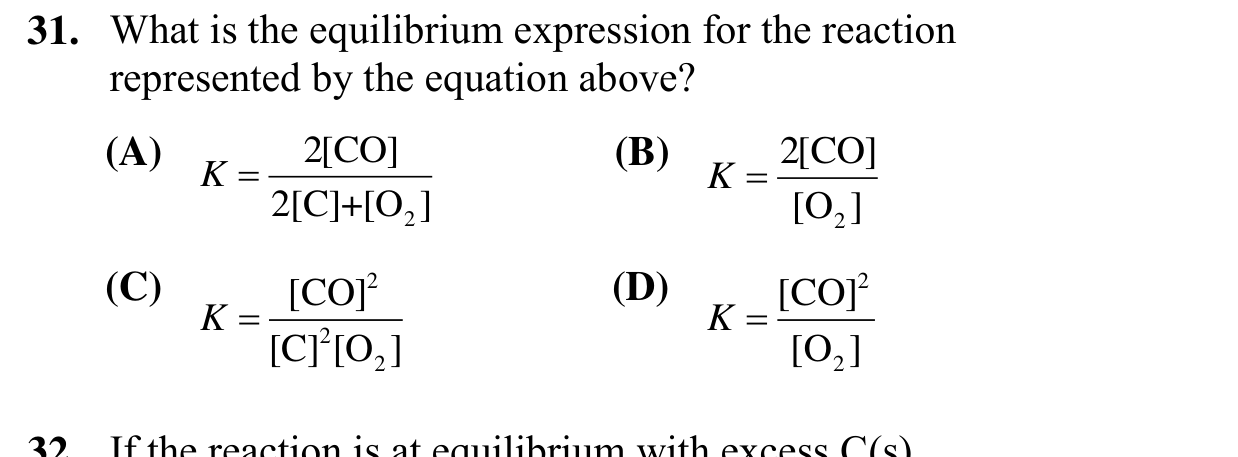 31. What is the equilibrium expression for the reaction
represented by the equation above?
(A) K = 2[CO] / 2[C]+[O₂] (B) K = 2[CO] / [O₂]
(C) K = [CO]² / [C]²[O₂] (D) K = [CO]² / [O₂]
32. If the reaction is at equilibrium with excess C(s)